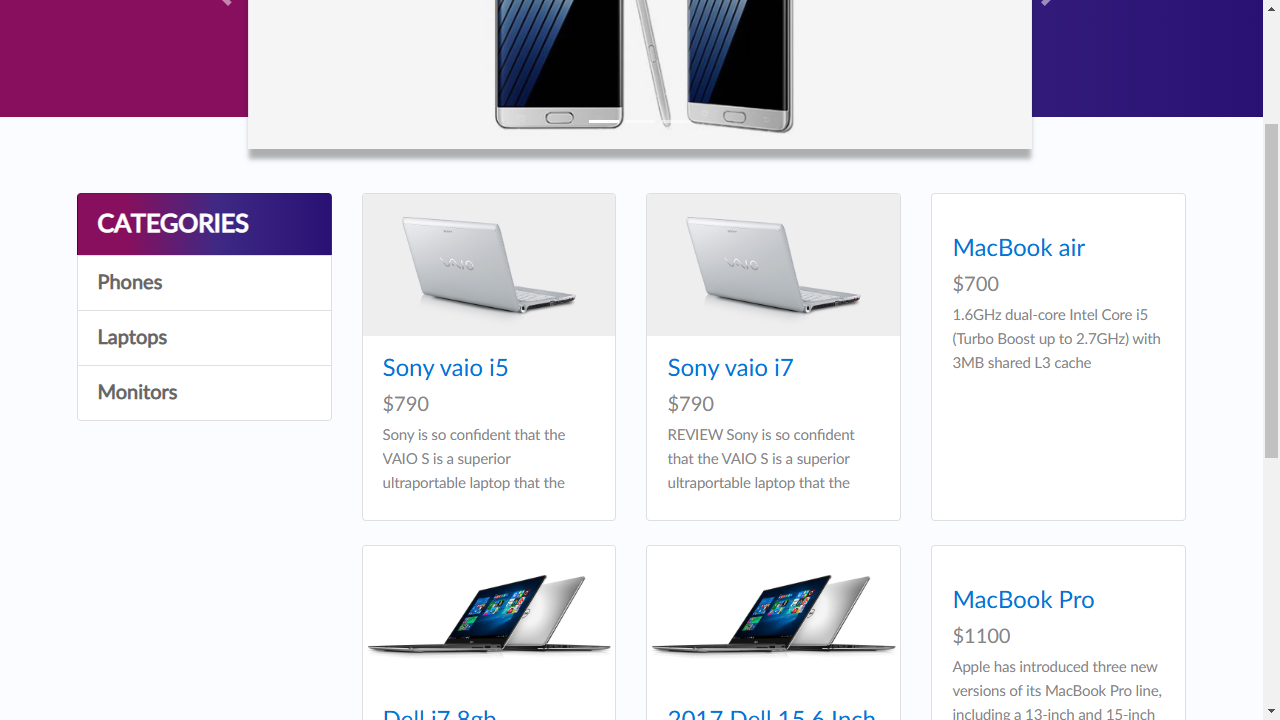 CATEGORIES
Phones
Laptops
Monitors
VAIO
Sony vaio i5
$790
Sony is so confident that the
VAIO S is a superior
ultraportable laptop that the
VAIO
Sony vaio i7
$790
REVIEW Sony is so confident
that the VAIO S is a superior
ultraportable laptop that the
MacBook air
$700
1.6GHz dual-core Intel Core i5
(Turbo Boost up to 2.7GHz) with
3MB shared L3 cache
Dell i7 8gb
2017 Dell 15.6 Inch
MacBook Pro
$1100
Apple has introduced three new
versions of its MacBook Pro line,
including a 13-inch and 15-inch